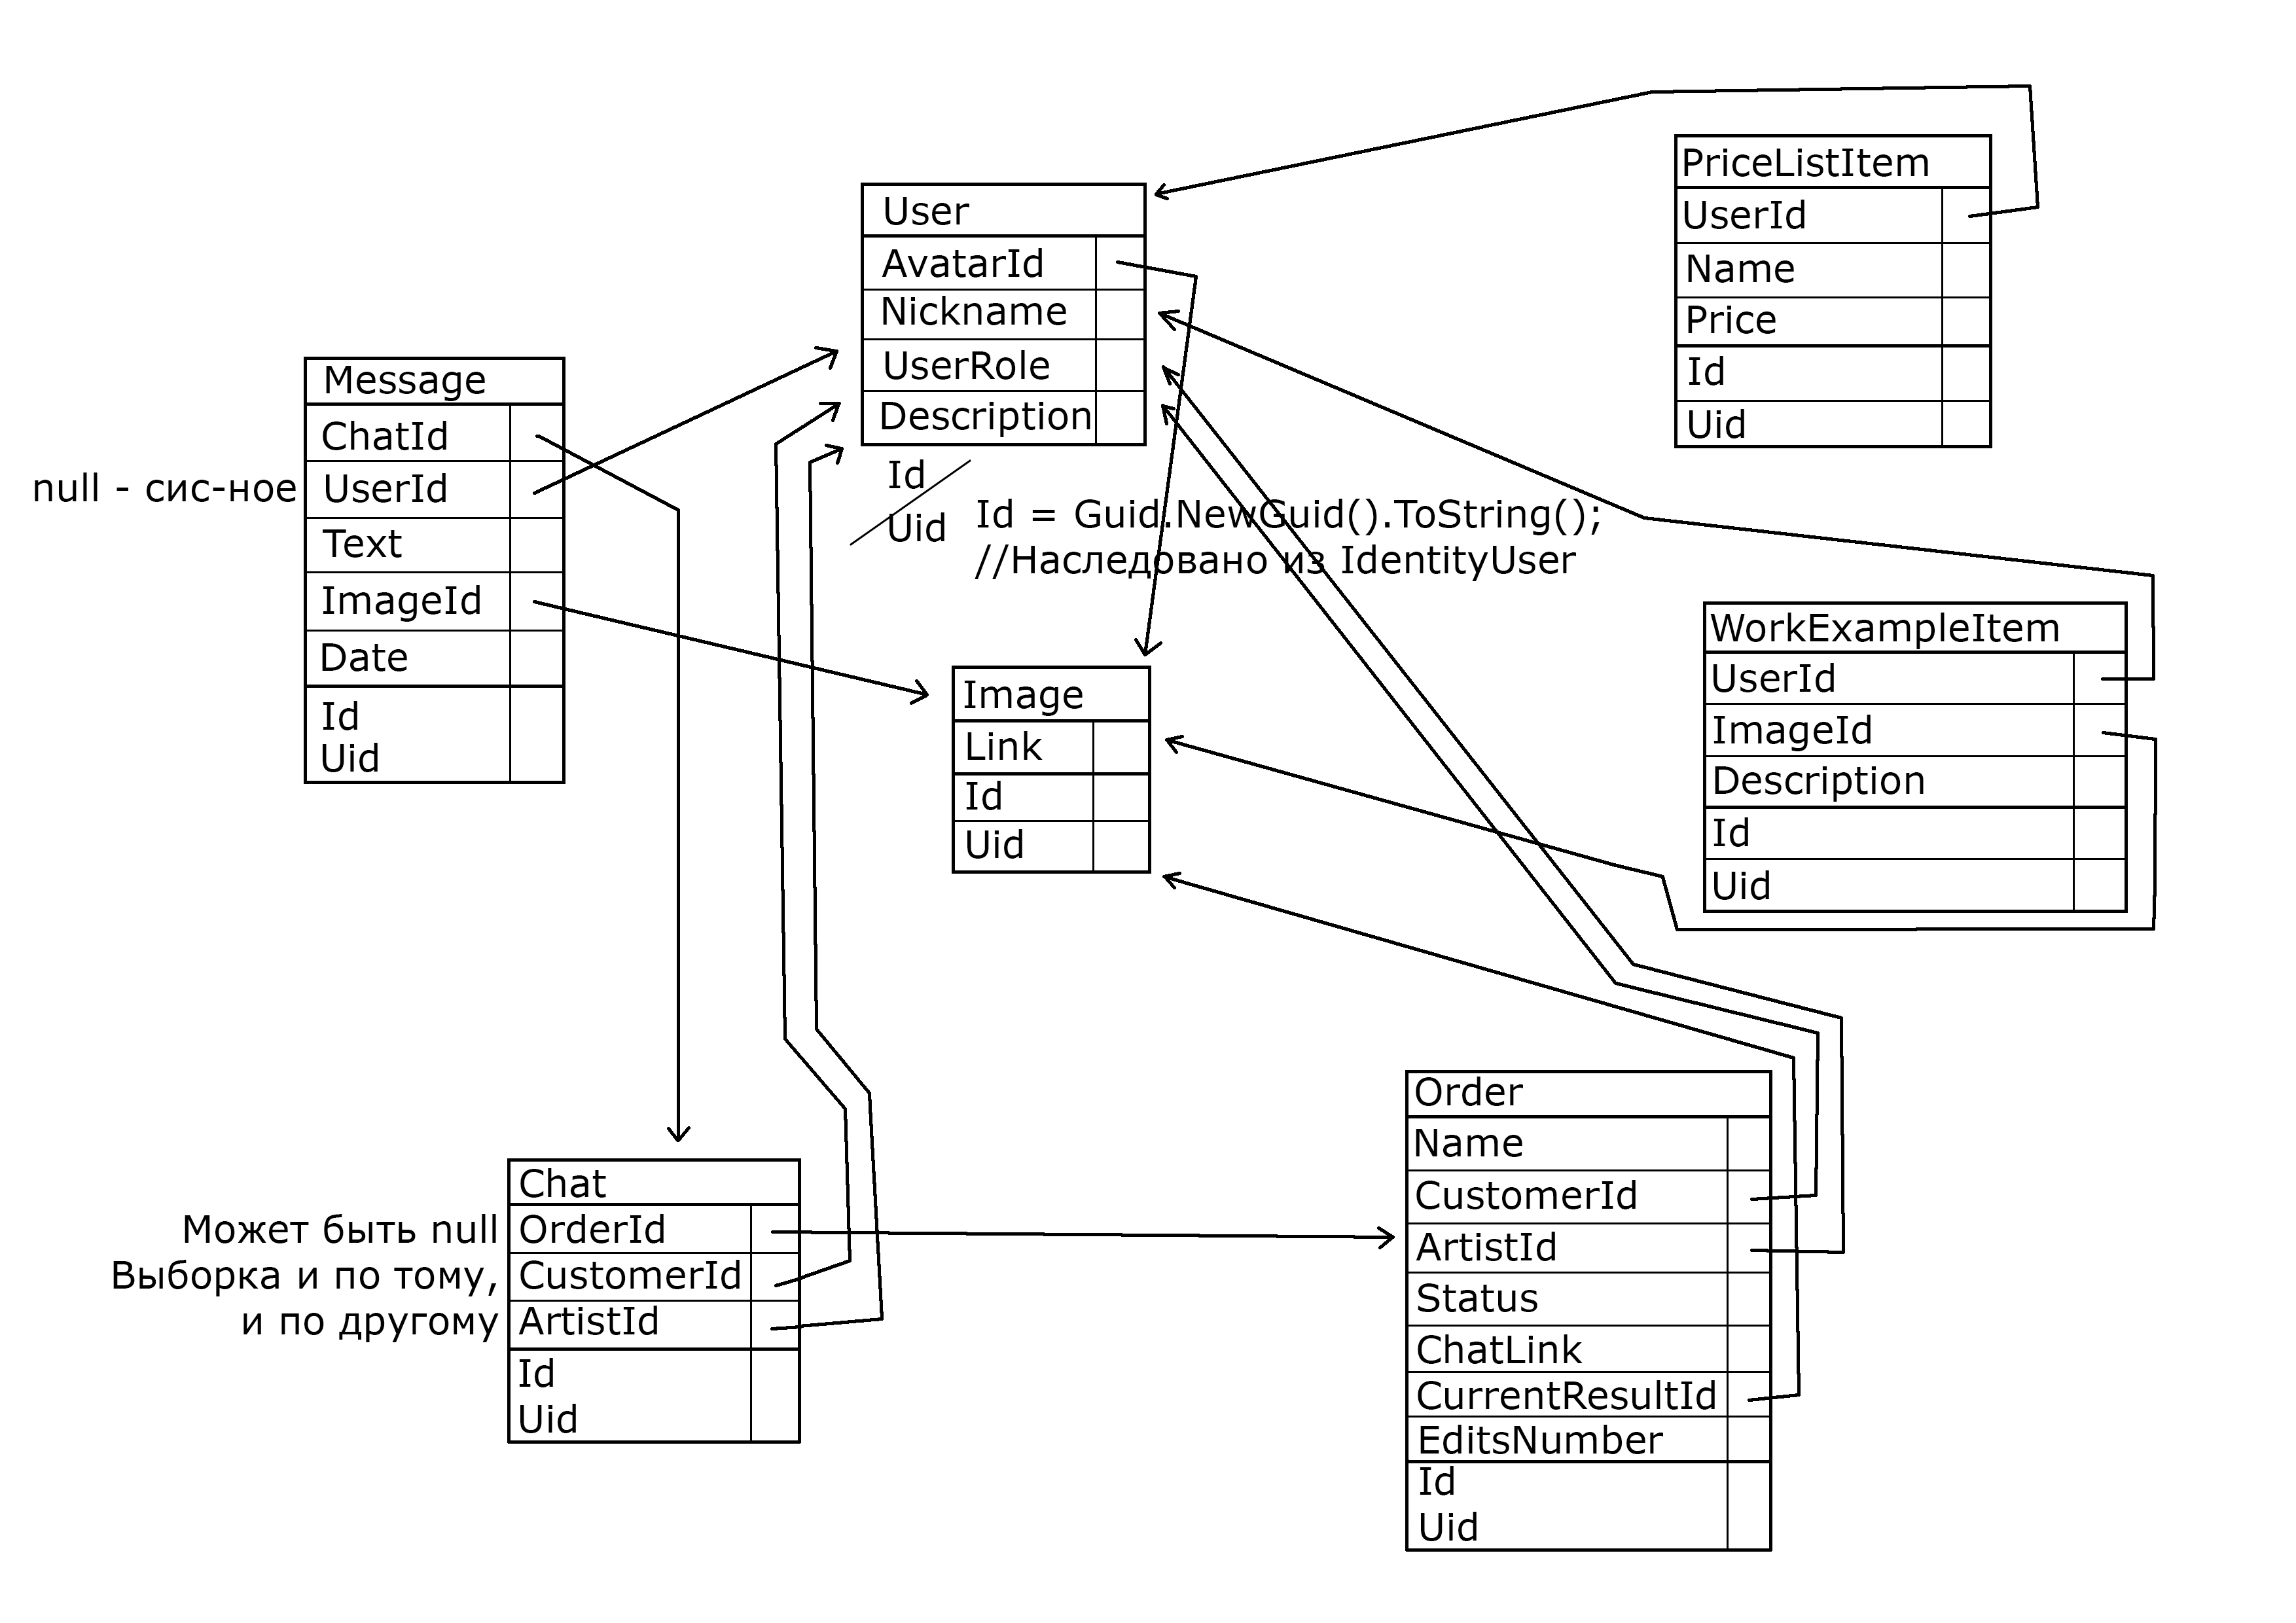 PriceListItem
UserId
Name
Price
Id
Uid
User
AvatarId
Nickname
UserRole
Description
Id
Uid
Id = Guid.NewGuid().ToString();
//Наследовано из IdentityUser
Message
ChatId
null - сис-ное
UserId
Text
ImageId
Date
Id
Uid
Image
Link
Id
Uid
WorkExampleItem
UserId
ImageId
Description
Id
Uid
Chat
Может быть null
OrderId
Выборка и по тому,
CustomerId
и по другому
ArtistId
Id
Uid
Order
Name
CustomerId
ArtistId
Status
ChatLink
CurrentResultId
EditsNumber
Id
Uid